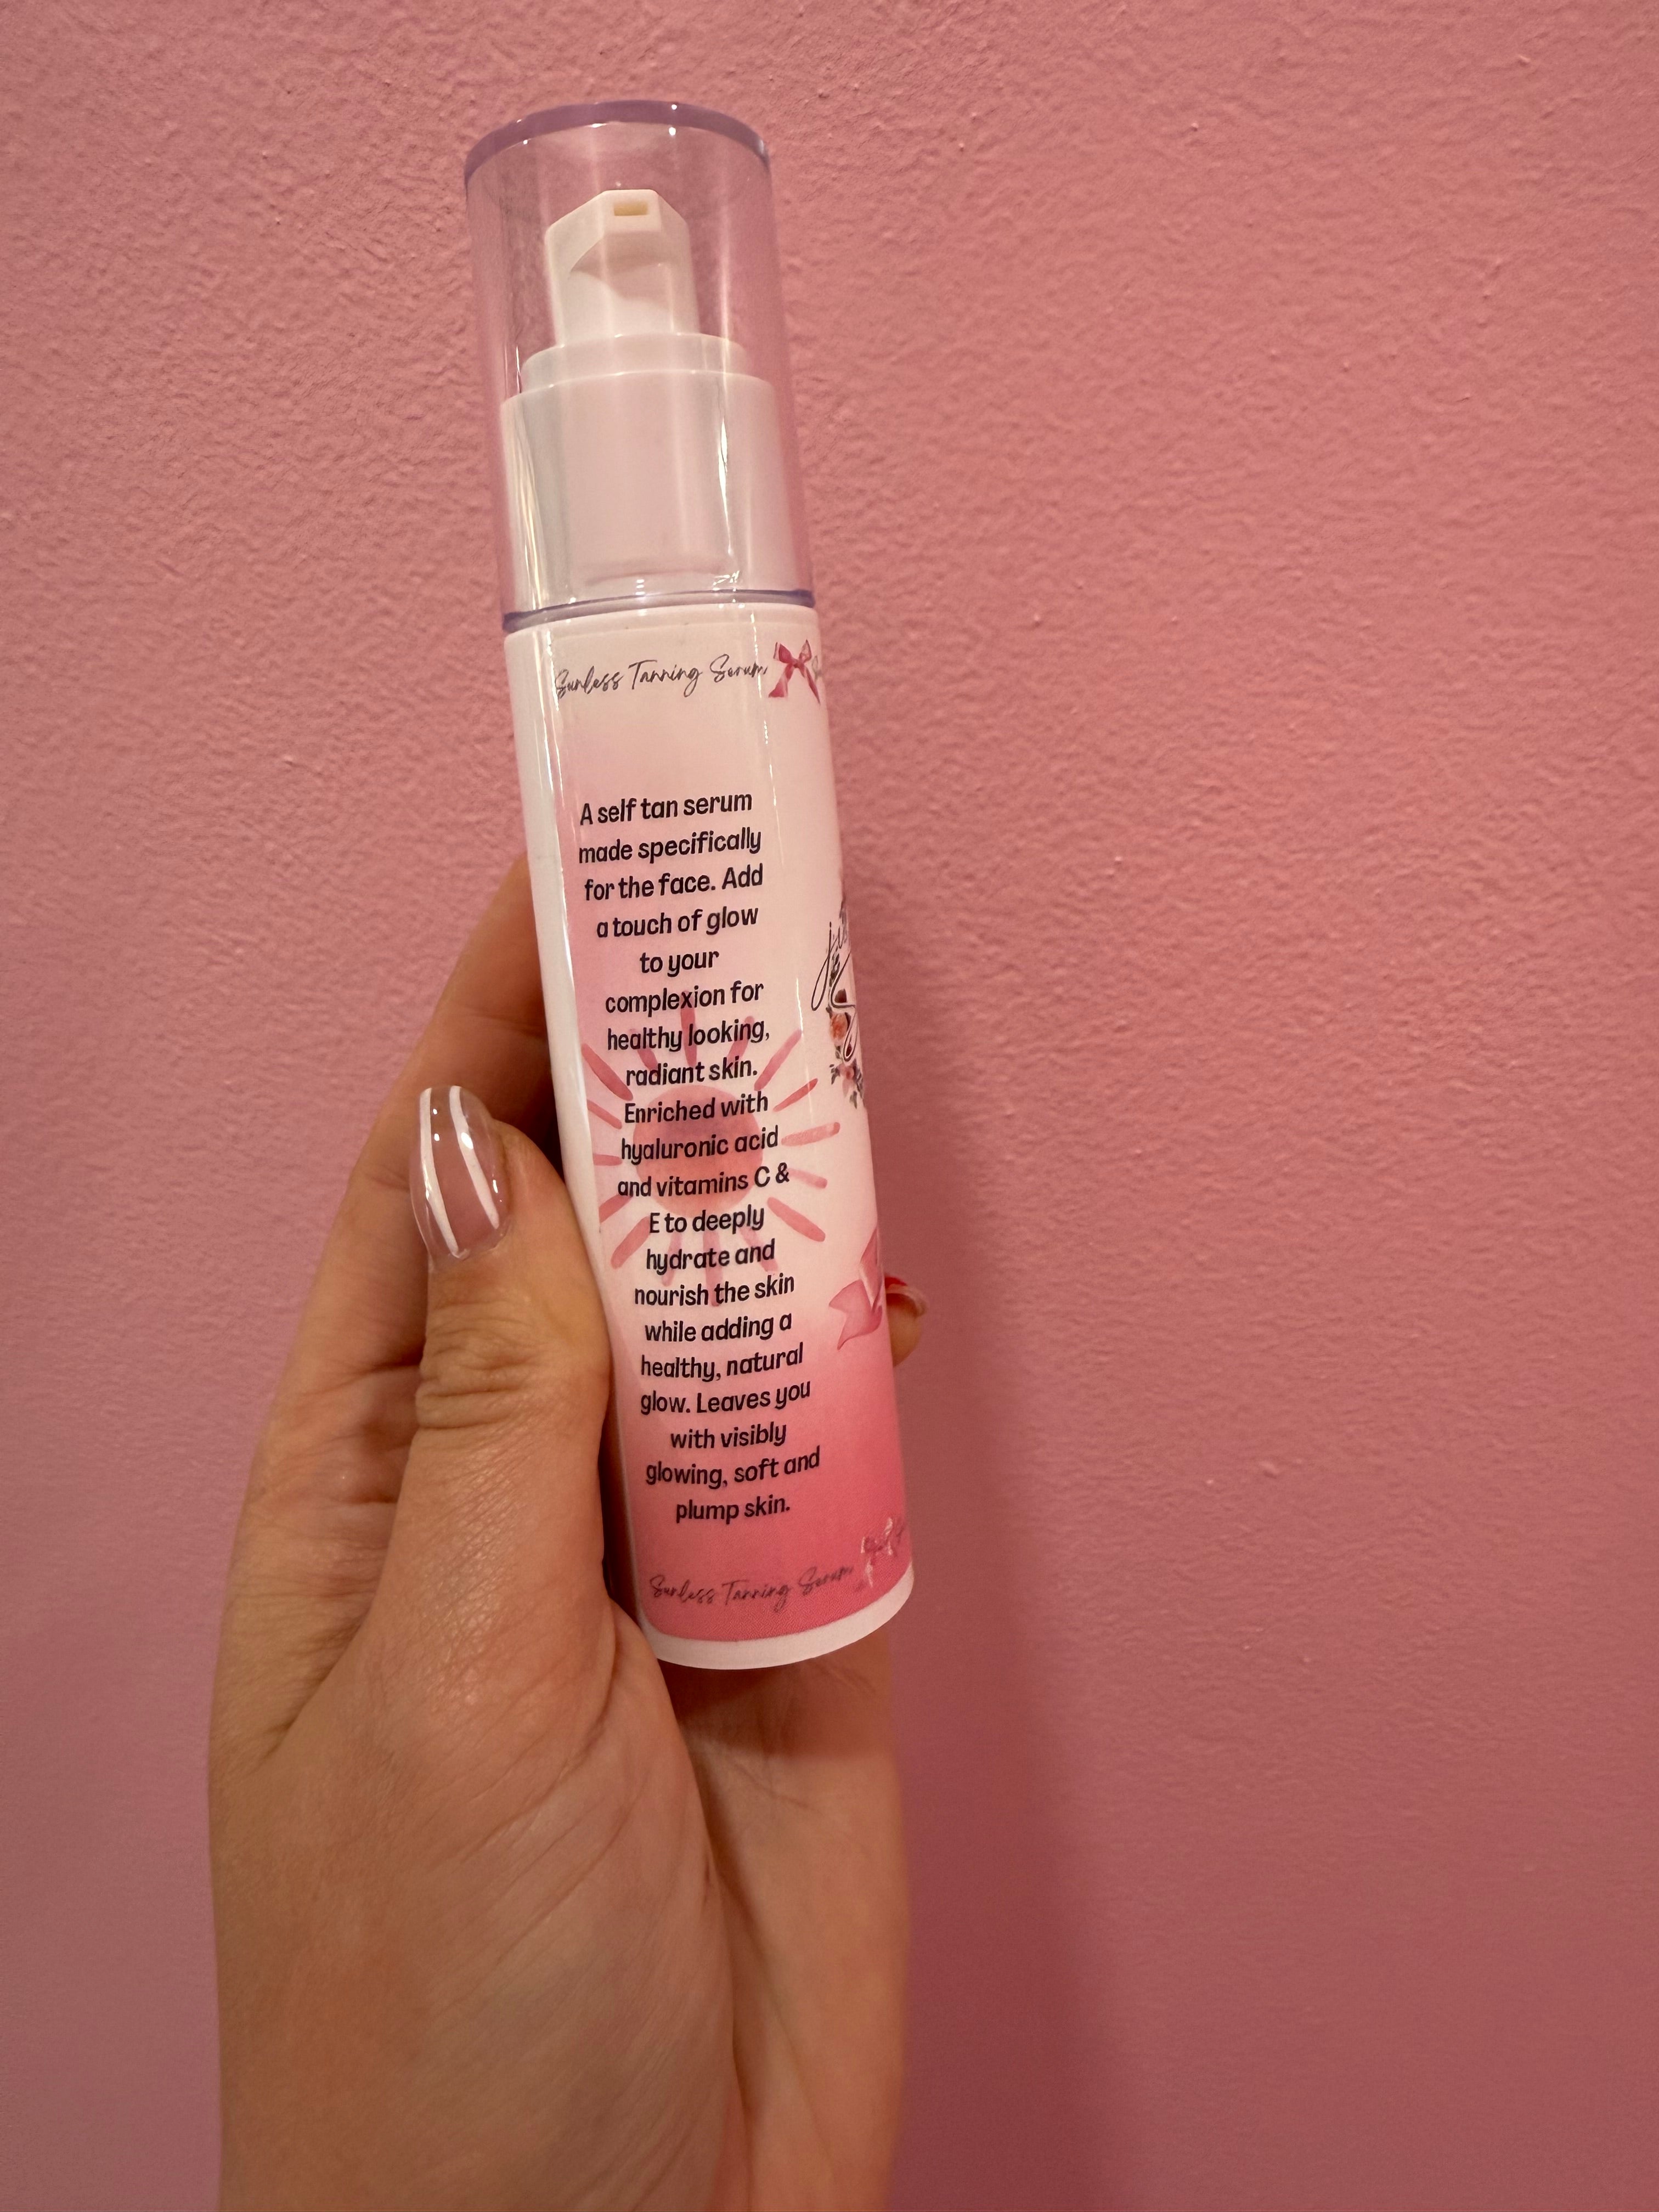 Sunless Tanning Serum
A self tan serum
made specifically
for the face. Add
a touch of glow
to your
complexion for
healthy looking,
radiant skin.
Enriched with
hyaluronic acid
and vitamins C &
E to deeply
hydrate and
nourish the skin
while adding a
healthy, natural
glow. Leaves you
with visibly
glowing, soft and
plump skin.
Sunless Tanning Serum